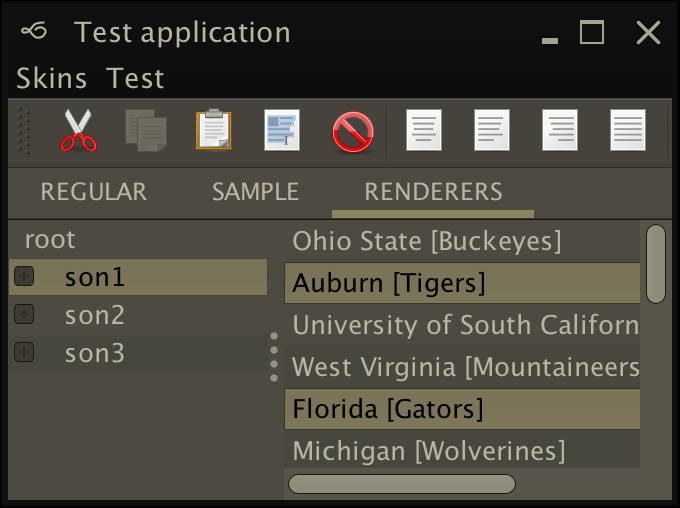 Test application
Skins Test
REGULAR SAMPLE RENDERERS
root
son1
son2
son3
Ohio State [Buckeyes]
Auburn [Tigers]
University of South Californ
West Virginia [Mountaineers
Florida [Gators]
Michigan [Wolverines]